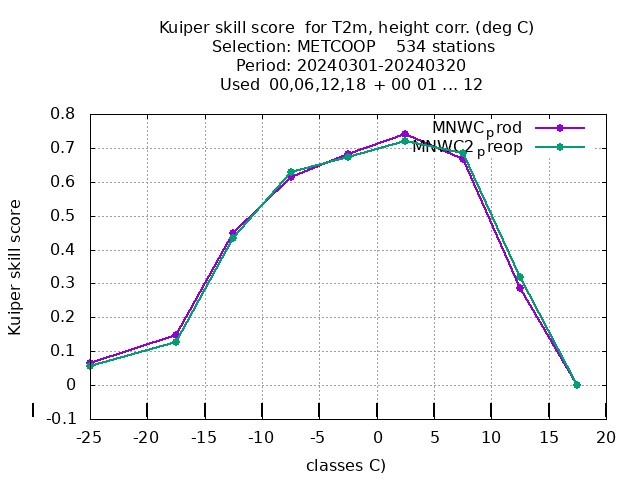 Kuiper skill score  for T2m, height corr. (deg C)
Selection: METCOOP    534 stations
Period: 20240301-20240320
Used  00,06,12,18 + 00 01 ... 12
MNWCprod
MNWC2preop
0.8
0.7
0.6
0.5
0.4
0.3
0.2
0.1
0
-0.1
Kuiper skill score
-25 -20 -15 -10 -5 0 5 10 15 20
classes C)